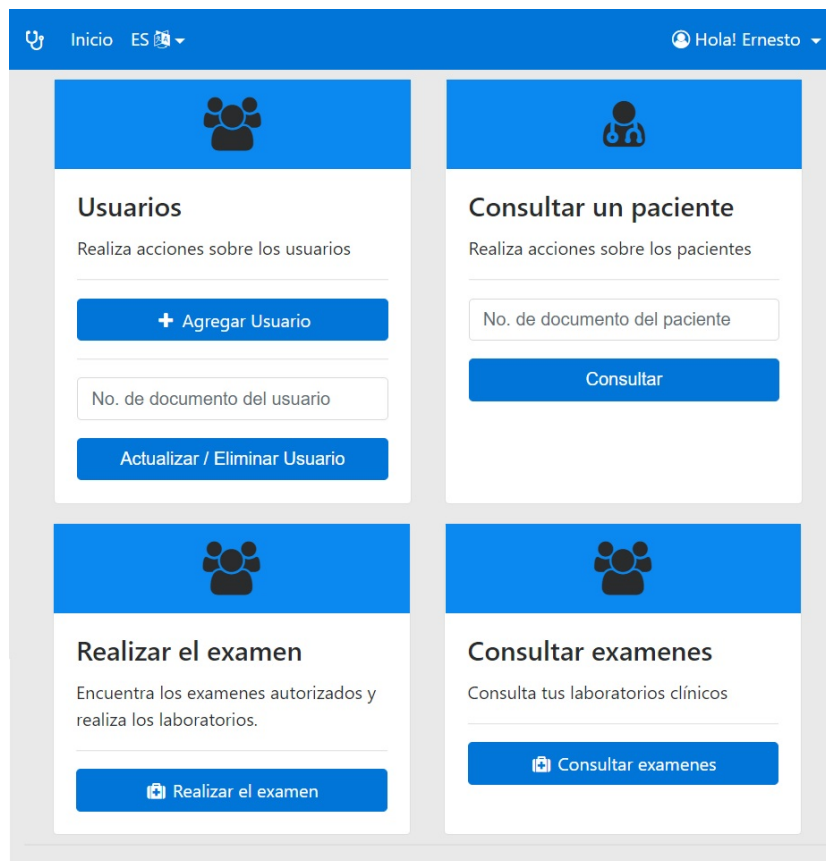 Inicio ES
Hola! Ernesto
Usuarios
Realiza acciones sobre los usuarios
Agregar Usuario
No. de documento del usuario
Actualizar / Eliminar Usuario
Consultar un paciente
Realiza acciones sobre los pacientes
No. de documento del paciente
Consultar
Realizar el examen
Encuentra los examenes autorizados y
realiza los laboratorios.
Realizar el examen
Consultar examenes
Consulta tus laboratorios clínicos
Consultar examenes